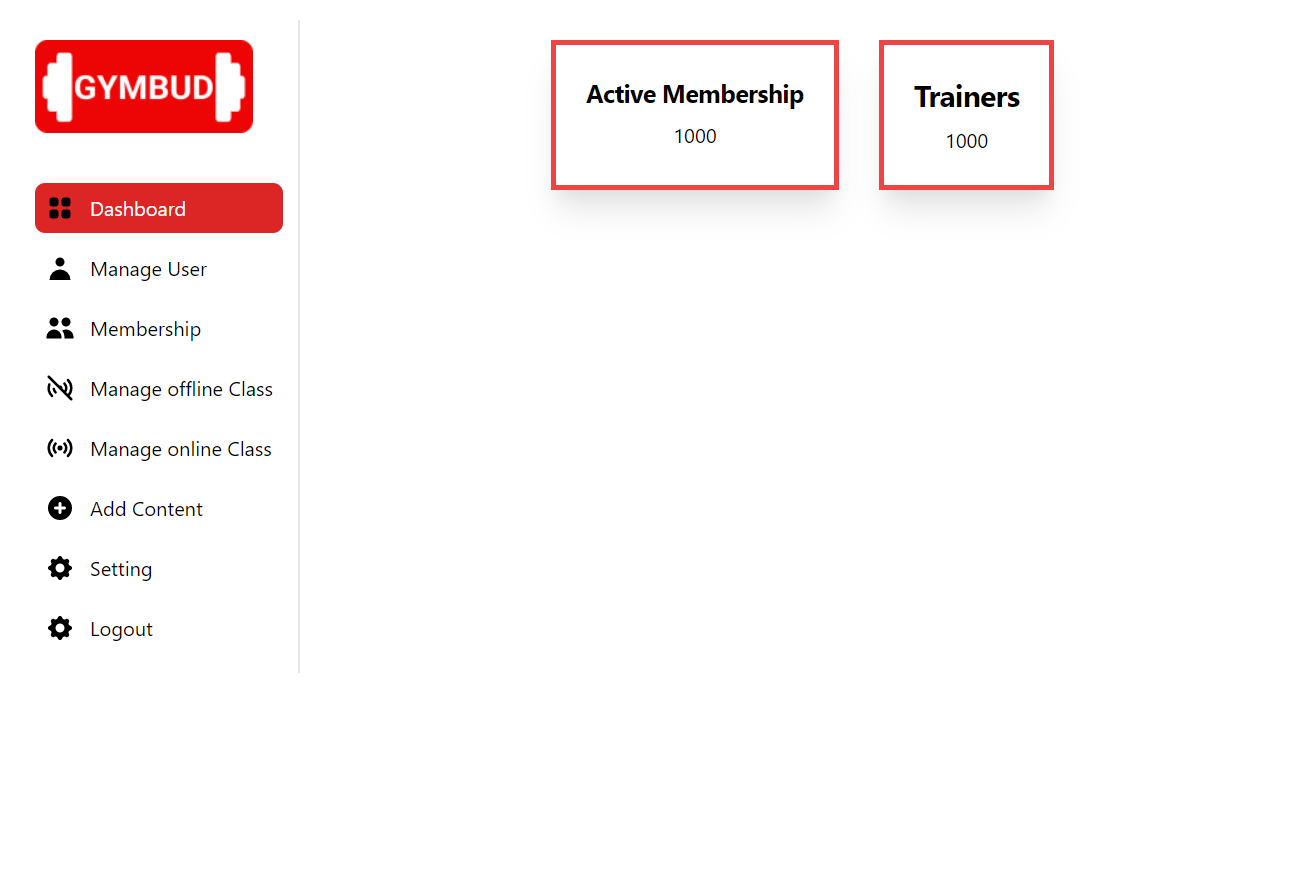 GYMBUD
Dashboard
Manage User
Membership
Manage offline Class
Manage online Class
Add Content
Setting
Logout
Active Membership
1000
Trainers
1000